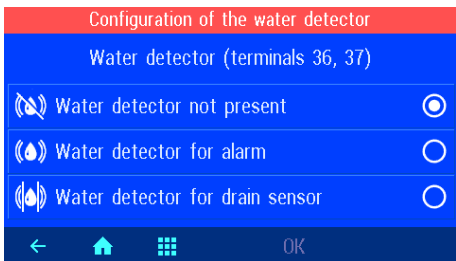 Configuration of the water detector
Water detector (terminals 36, 37)
Water detector not present
Water detector for alarm
Water detector for drain sensor
OK